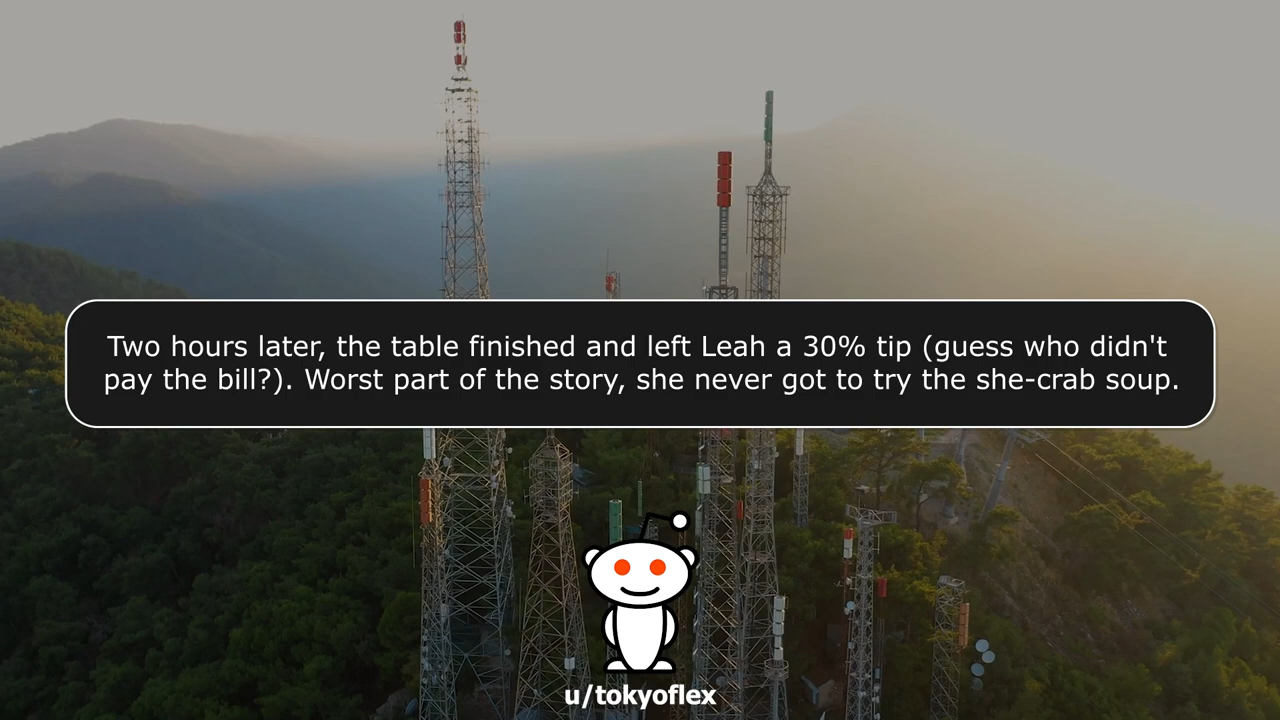 Two hours later, the table finished and left Leah a 30% tip (guess who didn't
pay the bill?). Worst part of the story, she never got to try the she-crab soup.
u/tokyoflex